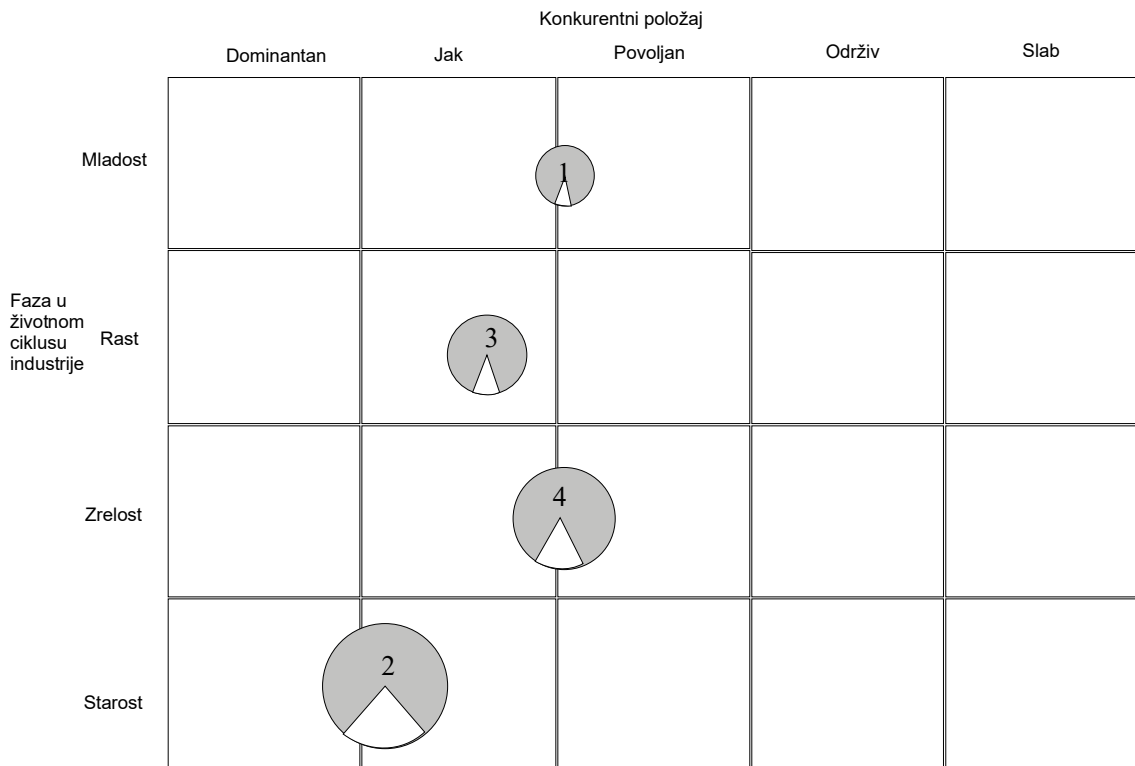 Konkurentni položaj
Dominantan Jak Povoljan Održiv Slab
Mladost
1
Faza u
životnom
ciklusu
industrije
Rast
3
Zrelost
4
Starost
2